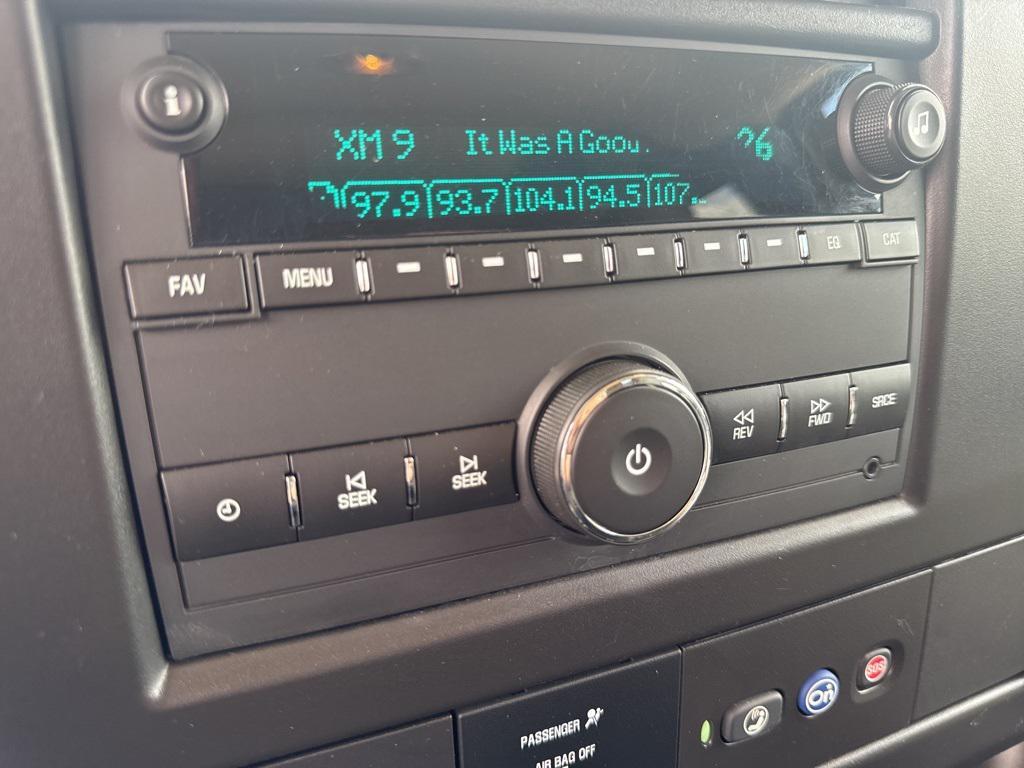 XM 9 It Was A Goou.
97.9 93.7 104.1 94.5 107.
FAV MENU EQ CAT
SEEK SEEK REV FWD SRCE
SOS
PASSENGER
AIR BAG OFF